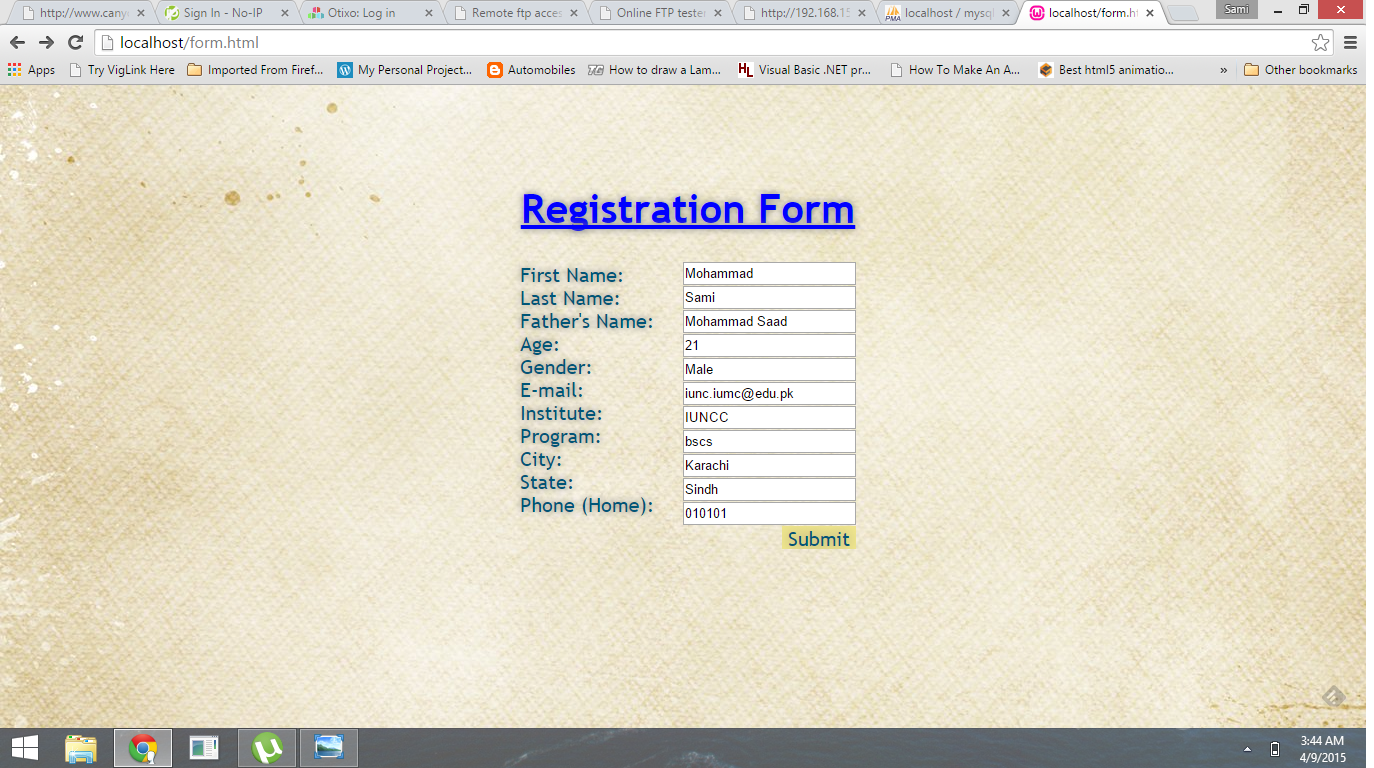 http://www.cany
Sign In - No-IP
Otixo: Log in
Remote ftp acces
Online FTP tester
http://192.168.15
localhost / mysql
localhost/form.ht
Sami
localhost/form.html
Apps
Try VigLink Here
Imported From Firef...
My Personal Project...
Automobiles
How to draw a Lam...
Visual Basic .NET pr...
How To Make An A...
Best html5 animatio...
»
Other bookmarks
Registration Form
First Name: Mohammad
Last Name: Sami
Father's Name: Mohammad Saad
Age: 21
Gender: Male
E-mail: iunc.iumc@edu.pk
Institute: IUNCC
Program: bscs
City: Karachi
State: Sindh
Phone (Home): 010101
Submit
3:44 AM
4/9/2015